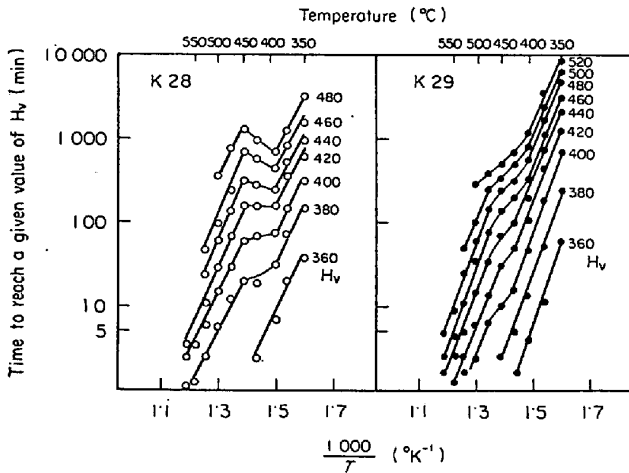 Temperature (°C)
550 500 450 400 350
550 500 450 400 350
Time to reach a given value of Hv (min)
10 000
1 000
100
10
5
K 28
480
460
440
420
400
380
360
Hv
K 29
520
500
480
460
440
420
400
380
360
Hv
1·1 1·3 1·5 1·7
1·1 1·3 1·5 1·7
1 000
T (°K⁻¹)